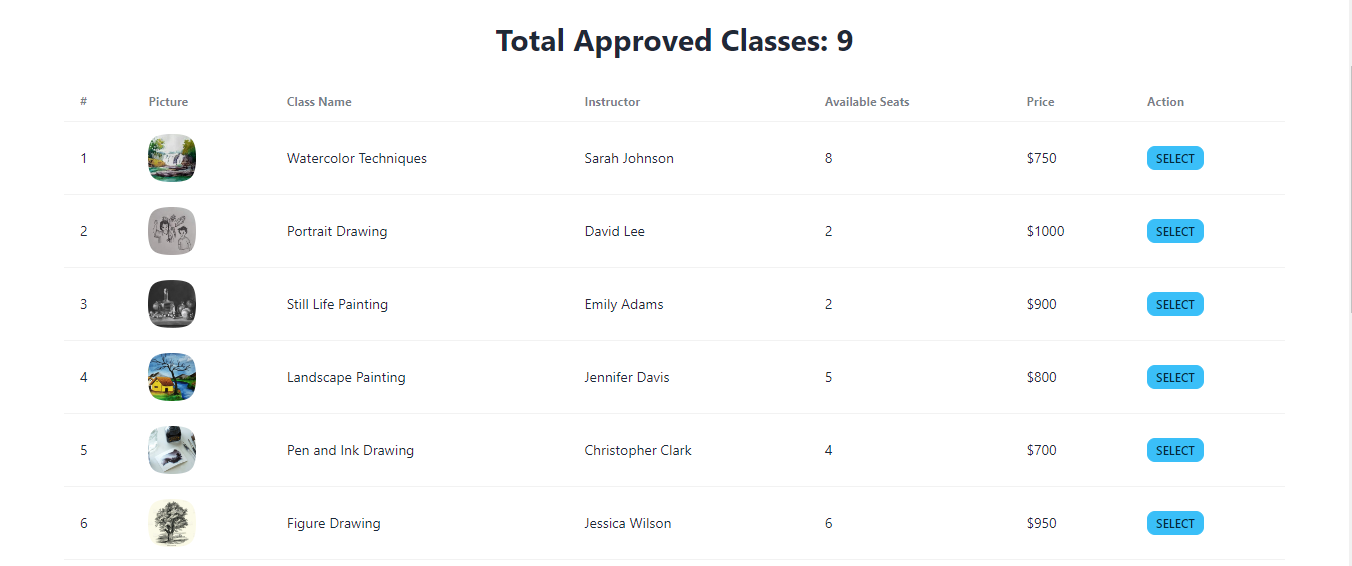 Total Approved Classes: 9
# Picture Class Name Instructor Available Seats Price Action
1 Watercolor Techniques Sarah Johnson 8 $750 SELECT
2 Portrait Drawing David Lee 2 $1000 SELECT
3 Still Life Painting Emily Adams 2 $900 SELECT
4 Landscape Painting Jennifer Davis 5 $800 SELECT
5 Pen and Ink Drawing Christopher Clark 4 $700 SELECT
6 Figure Drawing Jessica Wilson 6 $950 SELECT